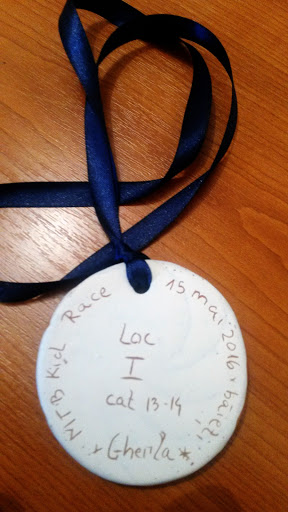 MTB Kid Race
15 mai 2016 * băieți
Loc
I
cat 13-14
* Gherla *